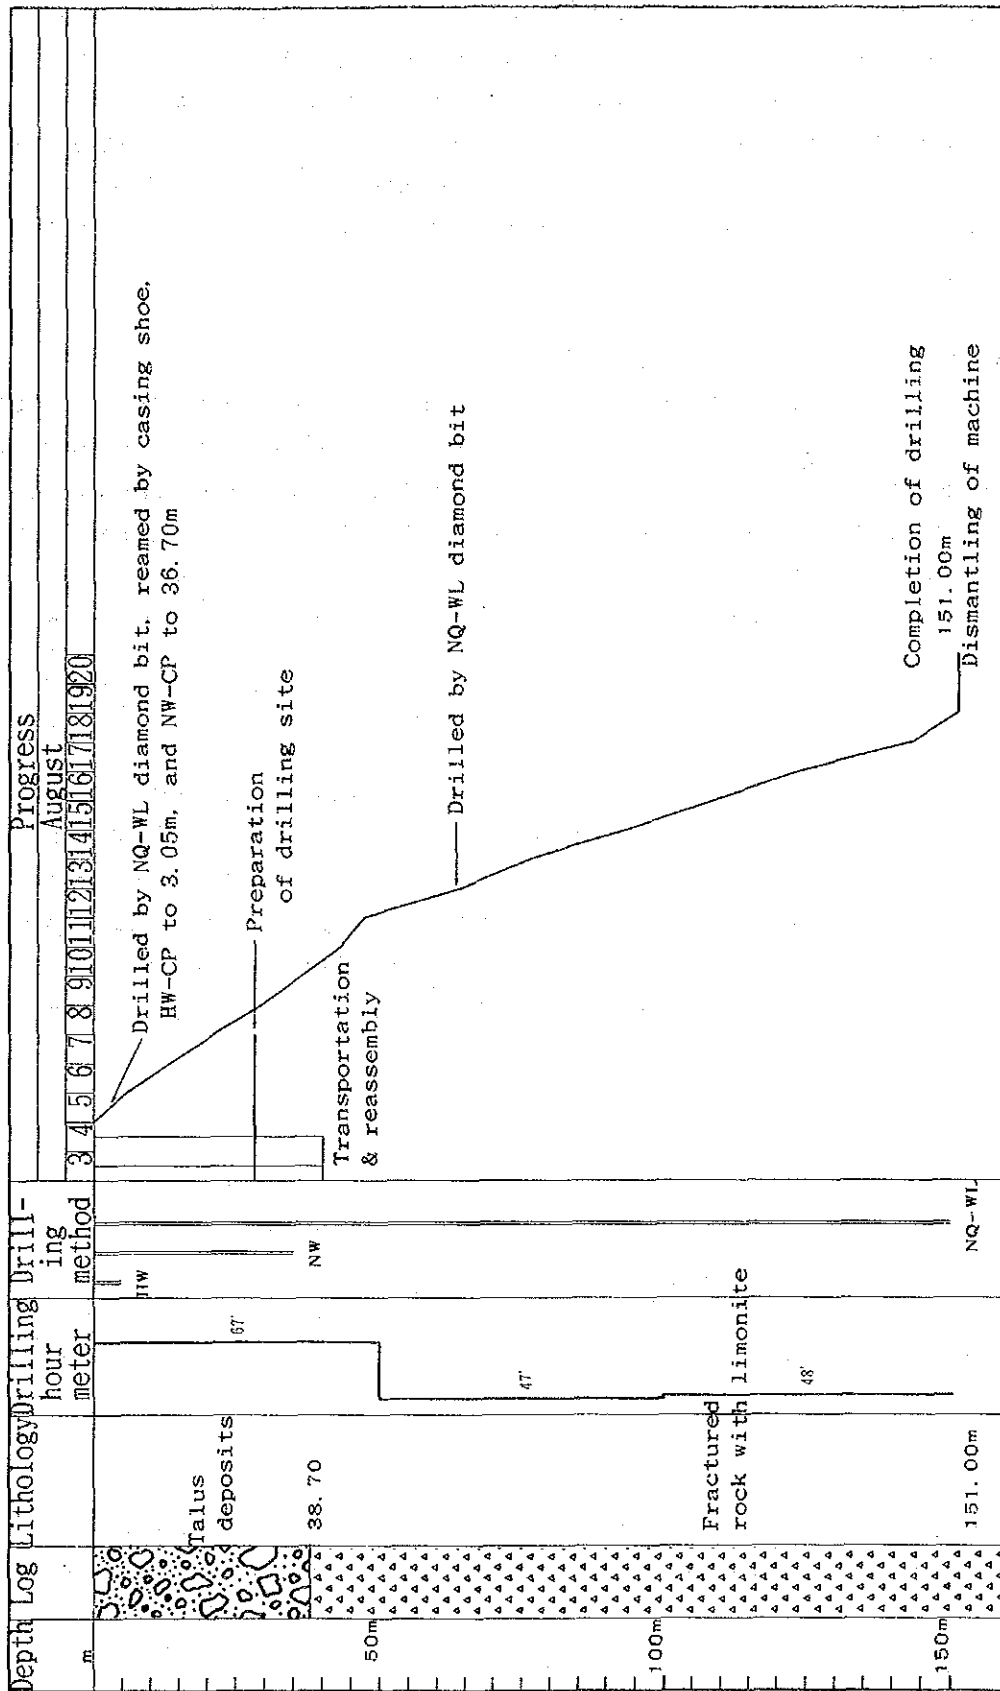 Depth
Log
Lithology
Drilling
hour
meter
Drill-
ing
method
Progress
August
3 4 5 6 7 8 9 10 11 12 13 14 15 16 17 18 19 20
m
50m
100m
150m
Talus
deposits
38.70
Fractured
rock with limonite
151.00m
67'
47'
48'
HW
NW
NQ-WL
Drilled by NQ-WL diamond bit, reamed by casing shoe,
HW-CP to 3.05m, and NW-CP to 36.70m
Preparation
of drilling site
Transportation
& reassembly
Drilled by NQ-WL diamond bit
Completion of drilling
151.00m
Dismantling of machine